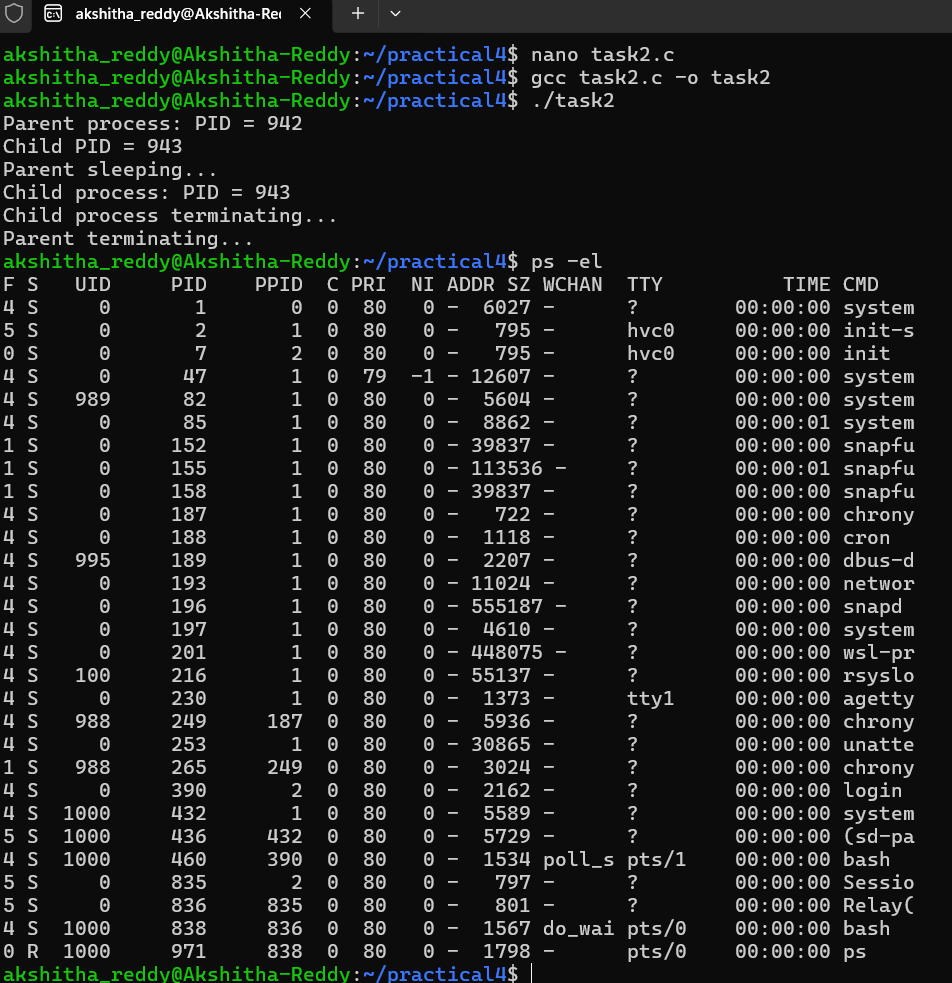 akshitha_reddy@Akshitha-Re
akshitha_reddy@Akshitha-Reddy:~/practical4$ nano task2.c
akshitha_reddy@Akshitha-Reddy:~/practical4$ gcc task2.c -o task2
akshitha_reddy@Akshitha-Reddy:~/practical4$ ./task2
Parent process: PID = 942
Child PID = 943
Parent sleeping...
Child process: PID = 943
Child process terminating...
Parent terminating...
akshitha_reddy@Akshitha-Reddy:~/practical4$ ps -el
F S   UID     PID    PPID  C PRI  NI ADDR SZ WCHAN  TTY          TIME CMD
4 S     0       1       0  0  80   0 -  6027 -      ?        00:00:00 system
5 S     0       2       1  0  80   0 -   795 -      hvc0     00:00:00 init-s
0 S     0       7       2  0  80   0 -   795 -      hvc0     00:00:00 init
4 S     0      47       1  0  79  -1 - 12607 -      ?        00:00:00 system
4 S   989      82       1  0  80   0 -  5604 -      ?        00:00:00 system
4 S     0      85       1  0  80   0 -  8862 -      ?        00:00:01 system
1 S     0     152       1  0  80   0 - 39837 -      ?        00:00:00 snapfu
1 S     0     155       1  0  80   0 - 113536 -     ?        00:00:01 snapfu
1 S     0     158       1  0  80   0 - 39837 -      ?        00:00:00 snapfu
4 S     0     187       1  0  80   0 -   722 -      ?        00:00:00 chrony
4 S     0     188       1  0  80   0 -  1118 -      ?        00:00:00 cron
4 S   995     189       1  0  80   0 -  2207 -      ?        00:00:00 dbus-d
4 S     0     193       1  0  80   0 - 11024 -      ?        00:00:00 networ
4 S     0     196       1  0  80   0 - 555187 -     ?        00:00:00 snapd
4 S     0     197       1  0  80   0 -  4610 -      ?        00:00:00 system
4 S     0     201       1  0  80   0 - 448075 -     ?        00:00:00 wsl-pr
4 S   100     216       1  0  80   0 - 55137 -      ?        00:00:00 rsyslo
4 S     0     230       1  0  80   0 -  1373 -      tty1     00:00:00 agetty
4 S   988     249     187  0  80   0 -  5936 -      ?        00:00:00 chrony
4 S     0     253       1  0  80   0 - 30865 -      ?        00:00:00 unatte
1 S   988     265     249  0  80   0 -  3024 -      ?        00:00:00 chrony
4 S     0     390       2  0  80   0 -  2162 -      ?        00:00:00 login
4 S  1000     432       1  0  80   0 -  5589 -      ?        00:00:00 system
5 S  1000     436     432  0  80   0 -  5729 -      ?        00:00:00 (sd-pa
4 S  1000     460     390  0  80   0 -  1534 poll_s pts/1    00:00:00 bash
5 S     0     835       2  0  80   0 -   797 -      ?        00:00:00 Sessio
5 S     0     836     835  0  80   0 -   801 -      ?        00:00:00 Relay(
4 S  1000     838     836  0  80   0 -  1567 do_wai pts/0    00:00:00 bash
0 R  1000     971     838  0  80   0 -  1798 -      pts/0    00:00:00 ps
akshitha_reddy@Akshitha-Reddy:~/practical4$